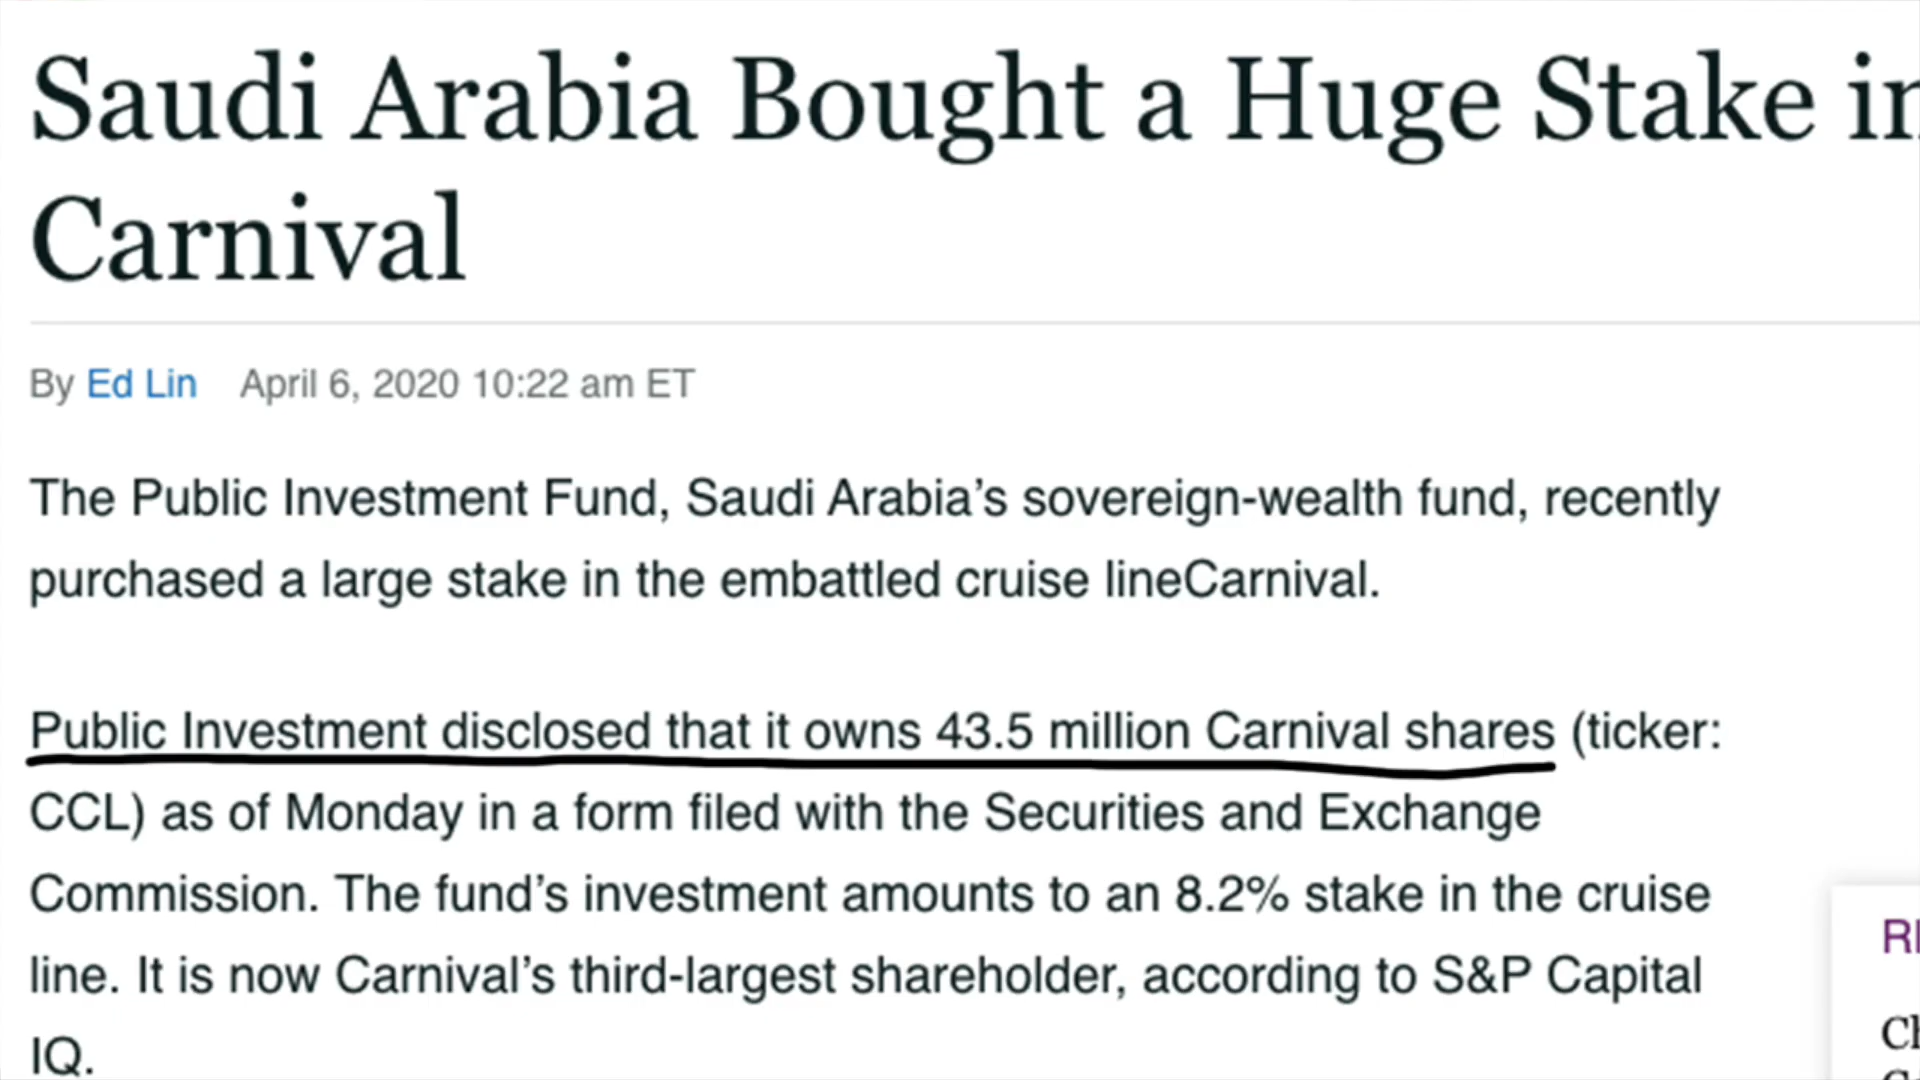 Saudi Arabia Bought a Huge Stake in
Carnival
By Ed Lin April 6, 2020 10:22 am ET
The Public Investment Fund, Saudi Arabia’s sovereign-wealth fund, recently
purchased a large stake in the embattled cruise lineCarnival.
Public Investment disclosed that it owns 43.5 million Carnival shares (ticker:
CCL) as of Monday in a form filed with the Securities and Exchange
Commission. The fund’s investment amounts to an 8.2% stake in the cruise
line. It is now Carnival’s third-largest shareholder, according to S&P Capital
IQ.